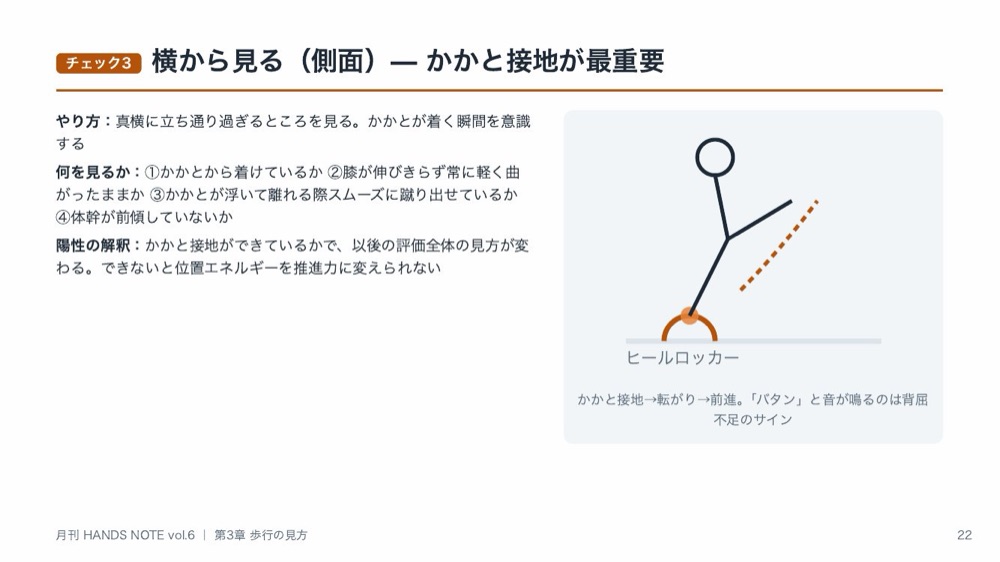 チェック3 横から見る（側面）— かかと接地が最重要
やり方：真横に立ち通り過ぎるところを見る。かかとが着く瞬間を意識
する
何を見るか：①かかとから着けているか ②膝が伸びきらず常に軽く曲
がったままか ③かかとが浮いて離れる際スムーズに蹴り出せているか
④体幹が前傾していないか
陽性の解釈：かかと接地ができているかで、以後の評価全体の見方が変
わる。できないと位置エネルギーを推進力に変えられない
ヒールロッカー
かかと接地→転がり→前進。「バタン」と音が鳴るのは背屈
不足のサイン
月刊 HANDS NOTE vol.6 ｜ 第3章 歩行の見方
22